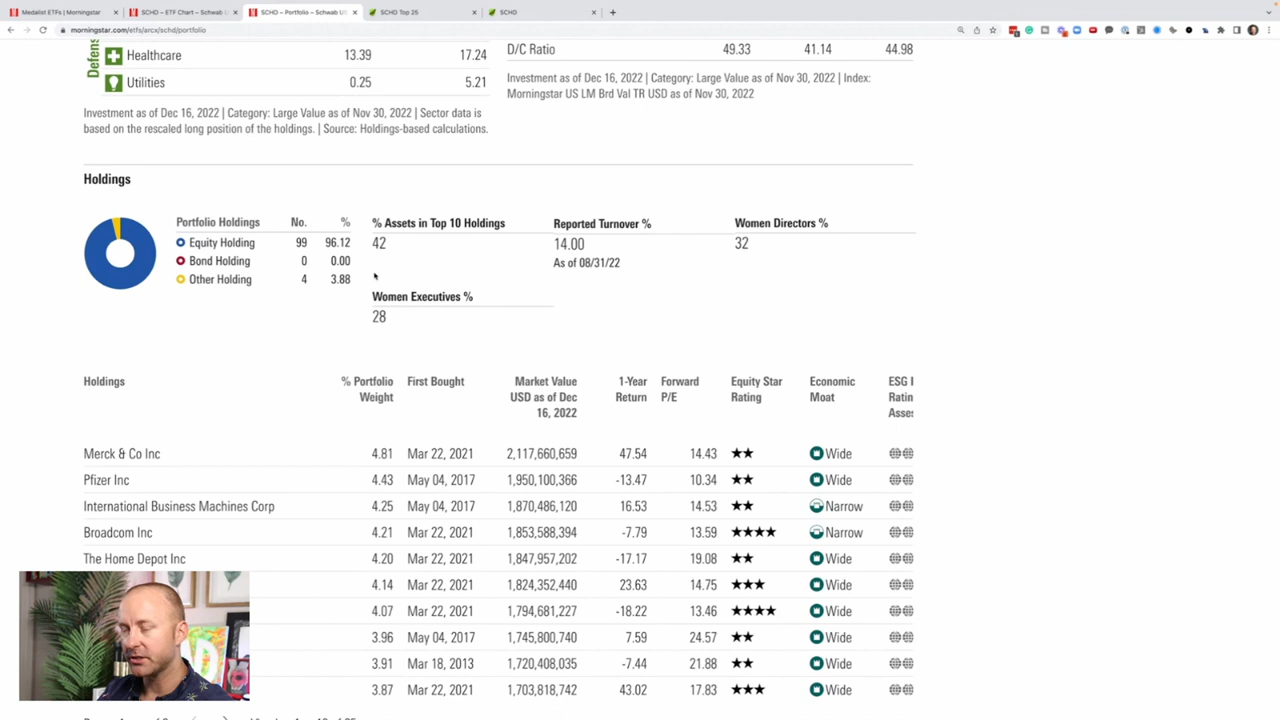 Medalist ETFs | Morningstar
SCHD – ETF Chart – Schwab U
SCHD – Portfolio – Schwab US
SCHD Top 25
SCHD
morningstar.com/etfs/arcx/schd/portfolio
Defens
Healthcare 13.39 17.24
Utilities 0.25 5.21
D/C Ratio 49.33 41.14 44.98
Investment as of Dec 16, 2022 | Category: Large Value as of Nov 30, 2022 | Index:
Morningstar US LM Brd Val TR USD as of Nov 30, 2022
Investment as of Dec 16, 2022 | Category: Large Value as of Nov 30, 2022 | Sector data is
based on the rescaled long position of the holdings. | Source: Holdings-based calculations.
Holdings
Portfolio Holdings No. %
Equity Holding 99 96.12
Bond Holding 0 0.00
Other Holding 4 3.88
% Assets in Top 10 Holdings
42
Reported Turnover %
14.00
As of 08/31/22
Women Directors %
32
Women Executives %
28
Holdings
% Portfolio
Weight
First Bought
Market Value
USD as of Dec
16, 2022
1-Year
Return
Forward
P/E
Equity Star
Rating
Economic
Moat
ESG
Ratin
Asses
Merck & Co Inc 4.81 Mar 22, 2021 2,117,660,659 47.54 14.43 ★★ Wide
Pfizer Inc 4.43 May 04, 2017 1,950,100,366 -13.47 10.34 ★★ Wide
International Business Machines Corp 4.25 May 04, 2017 1,870,486,120 16.53 14.53 ★★ Narrow
Broadcom Inc 4.21 Mar 22, 2021 1,853,588,394 -7.79 13.59 ★★★★ Narrow
The Home Depot Inc 4.20 Mar 22, 2021 1,847,957,202 -17.17 19.08 ★★ Wide
4.14 Mar 22, 2021 1,824,352,440 23.63 14.75 ★★★ Wide
4.07 Mar 22, 2021 1,794,681,227 -18.22 13.46 ★★★★ Wide
3.96 May 04, 2017 1,745,800,740 7.59 24.57 ★★ Wide
3.91 Mar 18, 2013 1,720,408,035 -7.44 21.88 ★★ Wide
3.87 Mar 22, 2021 1,703,818,742 43.02 17.83 ★★★ Wide